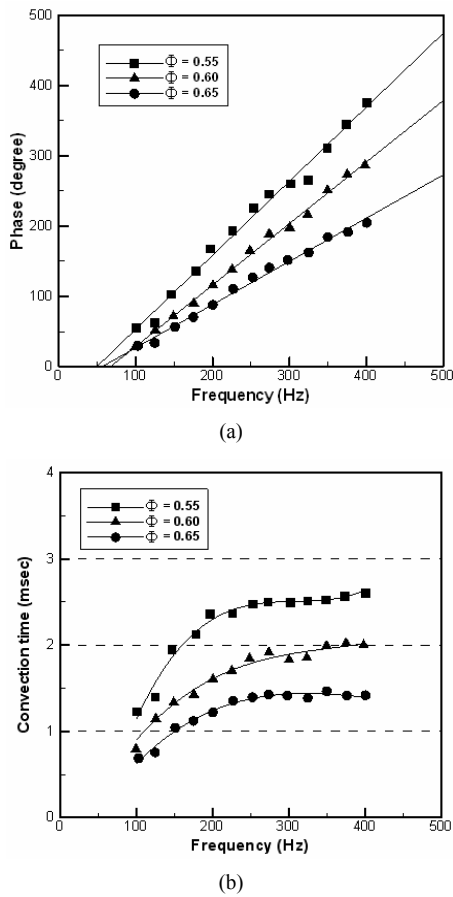 500
400
300
200
100
0
Phase (degree)
Φ = 0.55
Φ = 0.60
Φ = 0.65
0 100 200 300 400 500
Frequency (Hz)
(a)
4
3
2
1
0
Convection time (msec)
Φ = 0.55
Φ = 0.60
Φ = 0.65
0 100 200 300 400 500
Frequency (Hz)
(b)